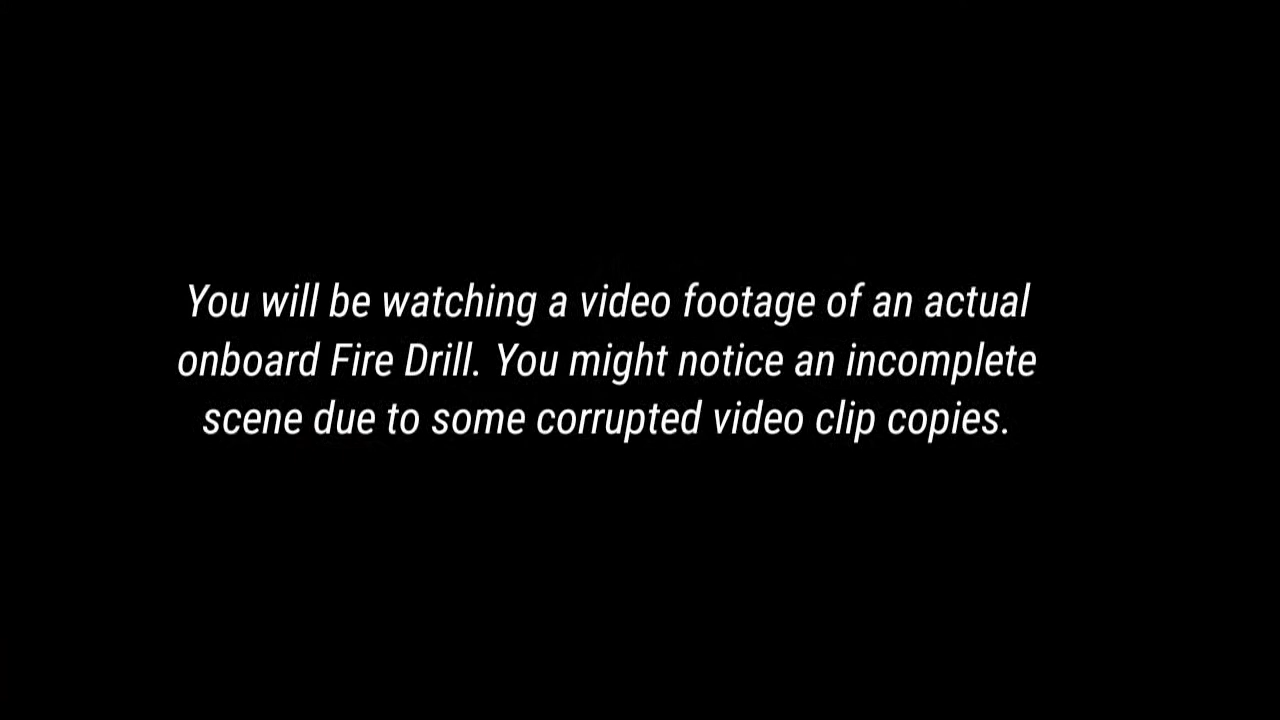 You will be watching a video footage of an actual
onboard Fire Drill. You might notice an incomplete
scene due to some corrupted video clip copies.